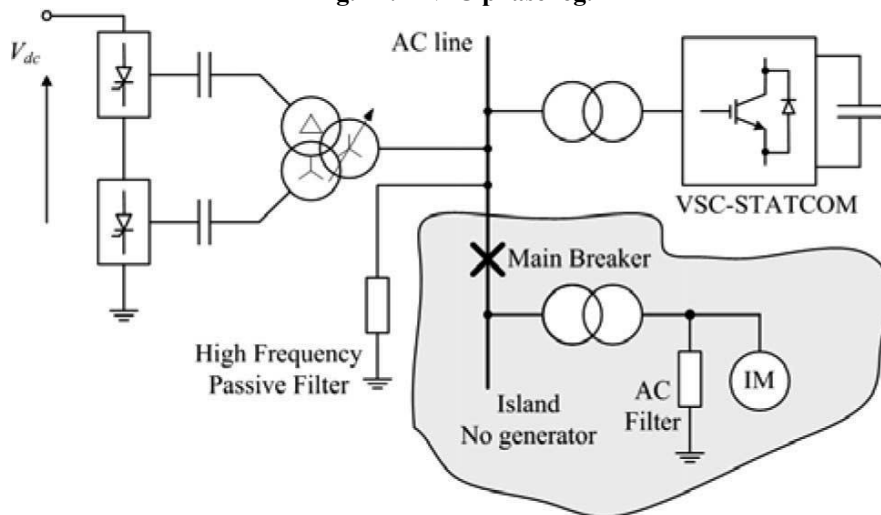 AC line
V_dc
VSC-STATCOM
Main Breaker
High Frequency
Passive Filter
Island
No generator
AC
Filter
IM